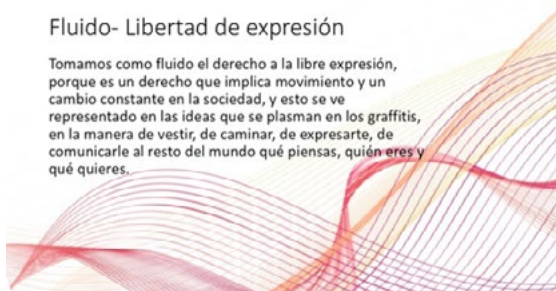 Fluido- Libertad de expresión
Tomamos como fluido el derecho a la libre expresión,
porque es un derecho que implica movimiento y un
cambio constante en la sociedad, y esto se ve
representado en las ideas que se plasman en los graffitis,
en la manera de vestir, de caminar, de expresarte, de
comunicarle al resto del mundo qué piensas, quién eres y
qué quieres.